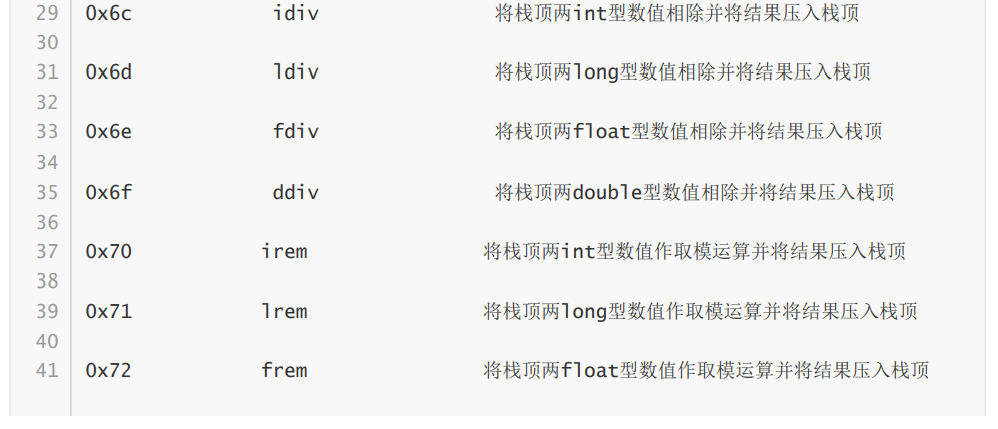 29 0x6c idiv 将栈顶两int型数值相除并将结果压入栈顶
30
31 0x6d ldiv 将栈顶两long型数值相除并将结果压入栈顶
32
33 0x6e fdiv 将栈顶两float型数值相除并将结果压入栈顶
34
35 0x6f ddiv 将栈顶两double型数值相除并将结果压入栈顶
36
37 0x70 irem 将栈顶两int型数值作取模运算并将结果压入栈顶
38
39 0x71 lrem 将栈顶两long型数值作取模运算并将结果压入栈顶
40
41 0x72 frem 将栈顶两float型数值作取模运算并将结果压入栈顶